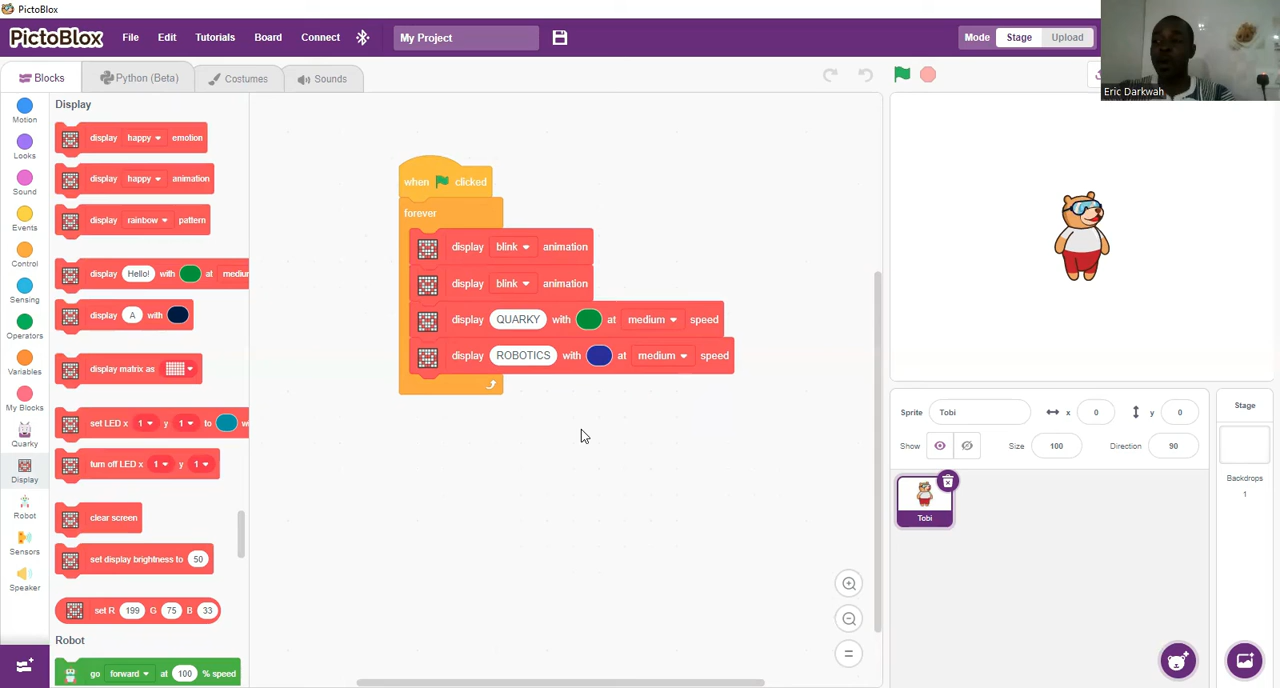 PictoBlox
PictoBlox File Edit Tutorials Board Connect My Project Mode Stage Upload
Eric Darkwah
Blocks Python (Beta) Costumes Sounds
Motion
Looks
Sound
Events
Control
Sensing
Operators
Variables
My Blocks
Quarky
Display
Robot
Sensors
Speaker
Display
display happy emotion
display happy animation
display rainbow pattern
display Hello! with at medium
display A with
display matrix as
set LED x 1 y 1 to w
turn off LED x 1 y 1
clear screen
set display brightness to 50
set R 199 G 75 B 33
Robot
go forward at 100 % speed
when clicked
forever
display blink animation
display blink animation
display QUARKY with at medium speed
display ROBOTICS with at medium speed
Sprite Tobi x 0 y 0
Show Size 100 Direction 90
Tobi
Stage
Backdrops
1